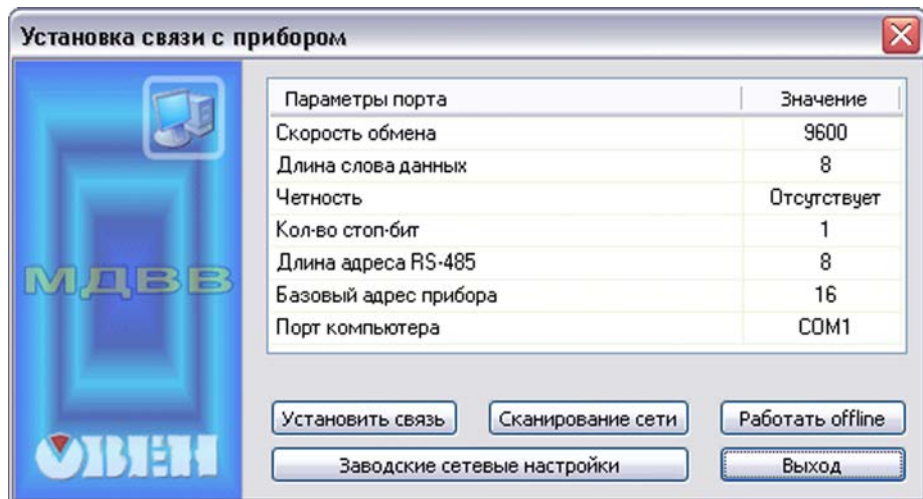 Установка связи с прибором
Параметры порта Значение
Скорость обмена 9600
Длина слова данных 8
Четность Отсутствует
Кол-во стоп-бит 1
Длина адреса RS-485 8
Базовый адрес прибора 16
Порт компьютера COM1
МДВВ
ОВЕН
Установить связь Сканирование сети Работать offline
Заводские сетевые настройки Выход